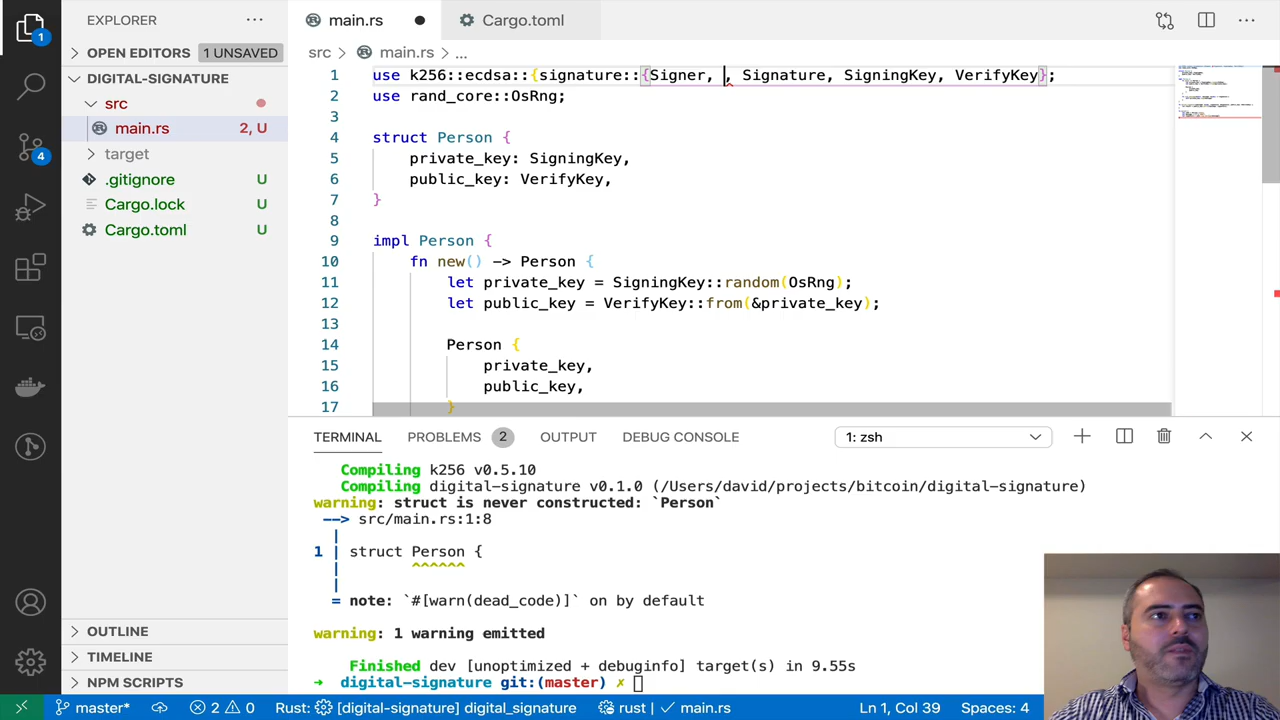 EXPLORER
main.rs
Cargo.toml
OPEN EDITORS 1 UNSAVED
src > main.rs > ...
DIGITAL-SIGNATURE
src
main.rs 2, U
target
.gitignore U
Cargo.lock U
Cargo.toml U
1 use k256::ecdsa::{signature::{Signer, , Signature, SigningKey, VerifyKey};
2 use rand_core::OsRng;
3
4 struct Person {
5 private_key: SigningKey,
6 public_key: VerifyKey,
7 }
8
9 impl Person {
10 fn new() -> Person {
11 let private_key = SigningKey::random(OsRng);
12 let public_key = VerifyKey::from(&private_key);
13
14 Person {
15 private_key,
16 public_key,
17 }
TERMINAL PROBLEMS 2 OUTPUT DEBUG CONSOLE 1: zsh
Compiling k256 v0.5.10
Compiling digital-signature v0.1.0 (/Users/david/projects/bitcoin/digital-signature)
warning: struct is never constructed: `Person`
--> src/main.rs:1:8
|
1 | struct Person {
| ^^^^^^
|
= note: `#[warn(dead_code)]` on by default
warning: 1 warning emitted
Finished dev [unoptimized + debuginfo] target(s) in 9.55s
➜ digital-signature git:(master) ✗
1
4
OUTLINE
TIMELINE
NPM SCRIPTS
master* 2 0 Rust: [digital-signature] digital_signature rust | ✓ main.rs Ln 1, Col 39 Spaces: 4